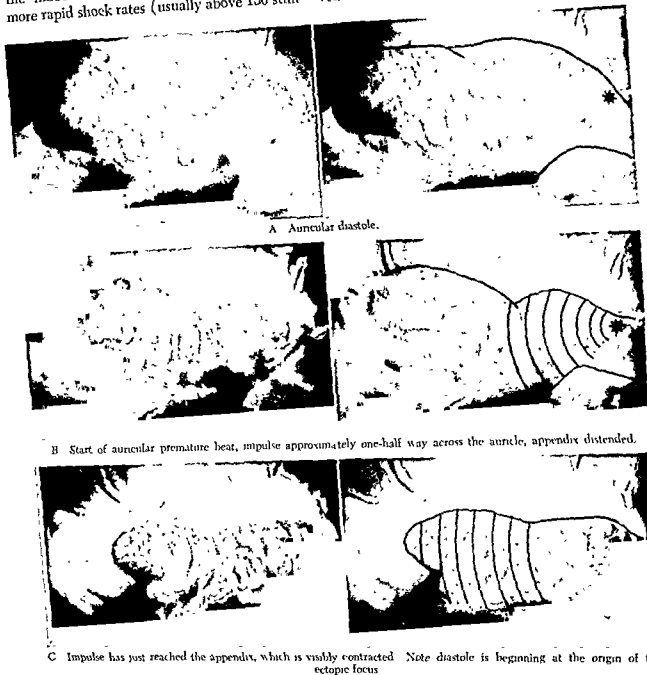 more rapid shock rates (usually above 150
A Auricular diastole.
B Start of auricular premature beat, impulse approximately one-half way across the auricle, appendix distended.
C Impulse has just reached the appendix, which is visibly contracted Note diastole is beginning at the origin of
ectopic focus